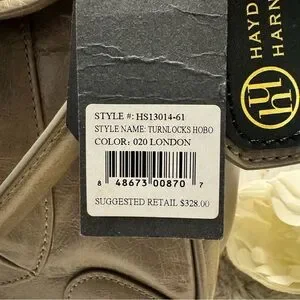 HAYD
HARN
hh
STYLE #: HS13014-61
STYLE NAME: TURNLOCKS HOBO
COLOR: 020 LONDON
8 48673 00870 7
SUGGESTED RETAIL $328.00